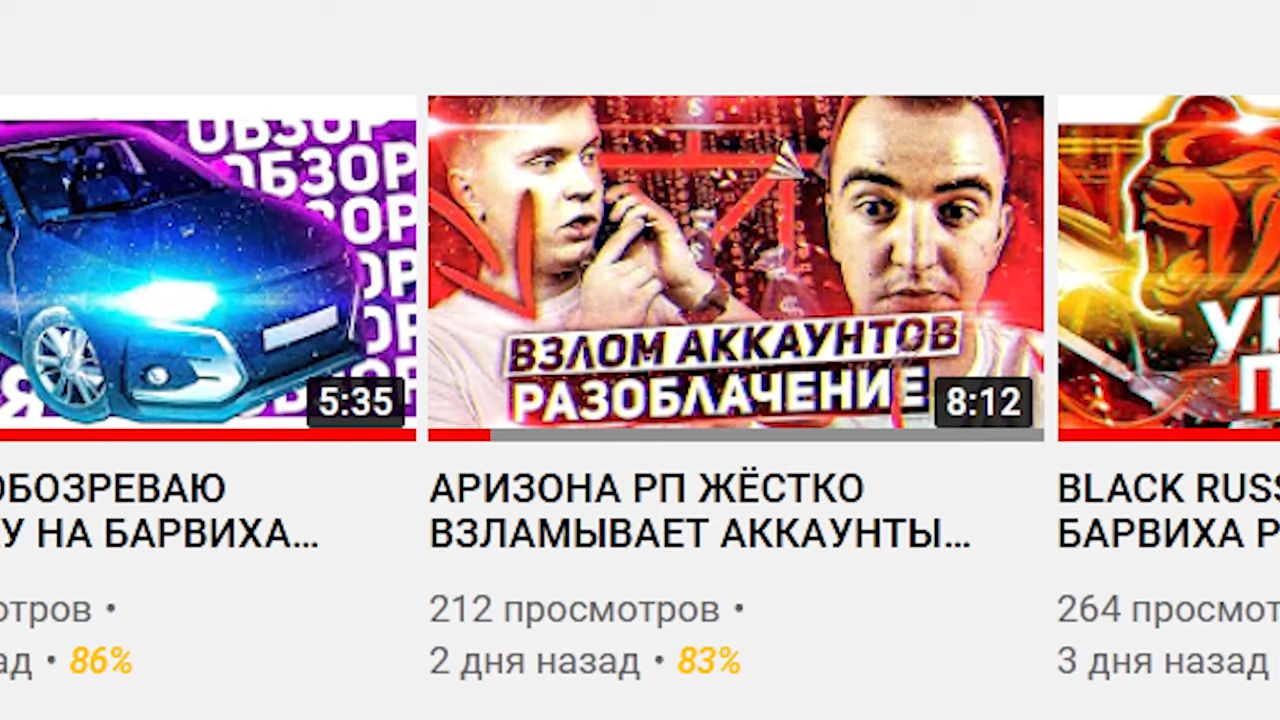 ОБЗОР
ОБЗОР
ВЗЛОМ АККАУНТОВ
РАЗОБЛАЧЕНИЕ
5:35
8:12
ОБОЗРЕВАЮ
У НА БАРВИХА...
АРИЗОНА РП ЖЁСТКО
ВЗЛАМЫВАЕТ АККАУНТЫ...
BLACK RUSS
БАРВИХА Р
отров •
ад • 86%
212 просмотров •
2 дня назад • 83%
264 просмот
3 дня назад